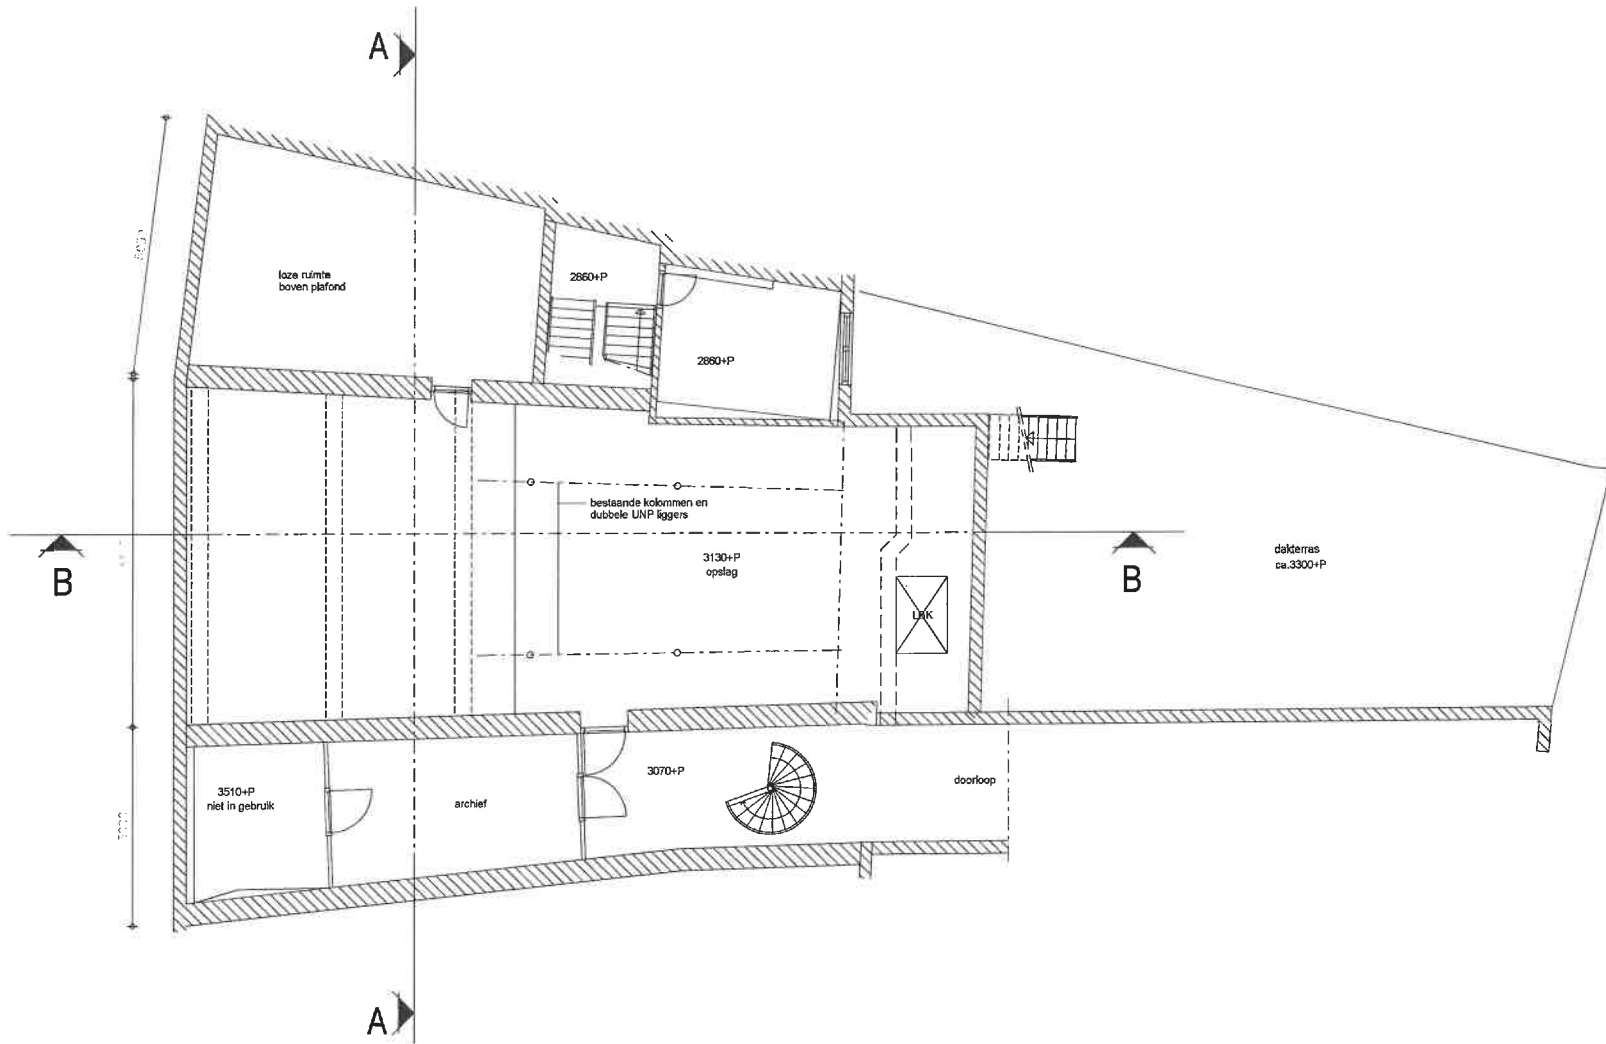 A
loze ruimte
boven plafond
2860+P
2860+P
bestaande kolommen en
dubbele UNP liggers
3130+P
opslag
B
B
dakterras
ca.3300+P
LBK
3510+P
niet in gebruik
archief
3070+P
doorloop
A